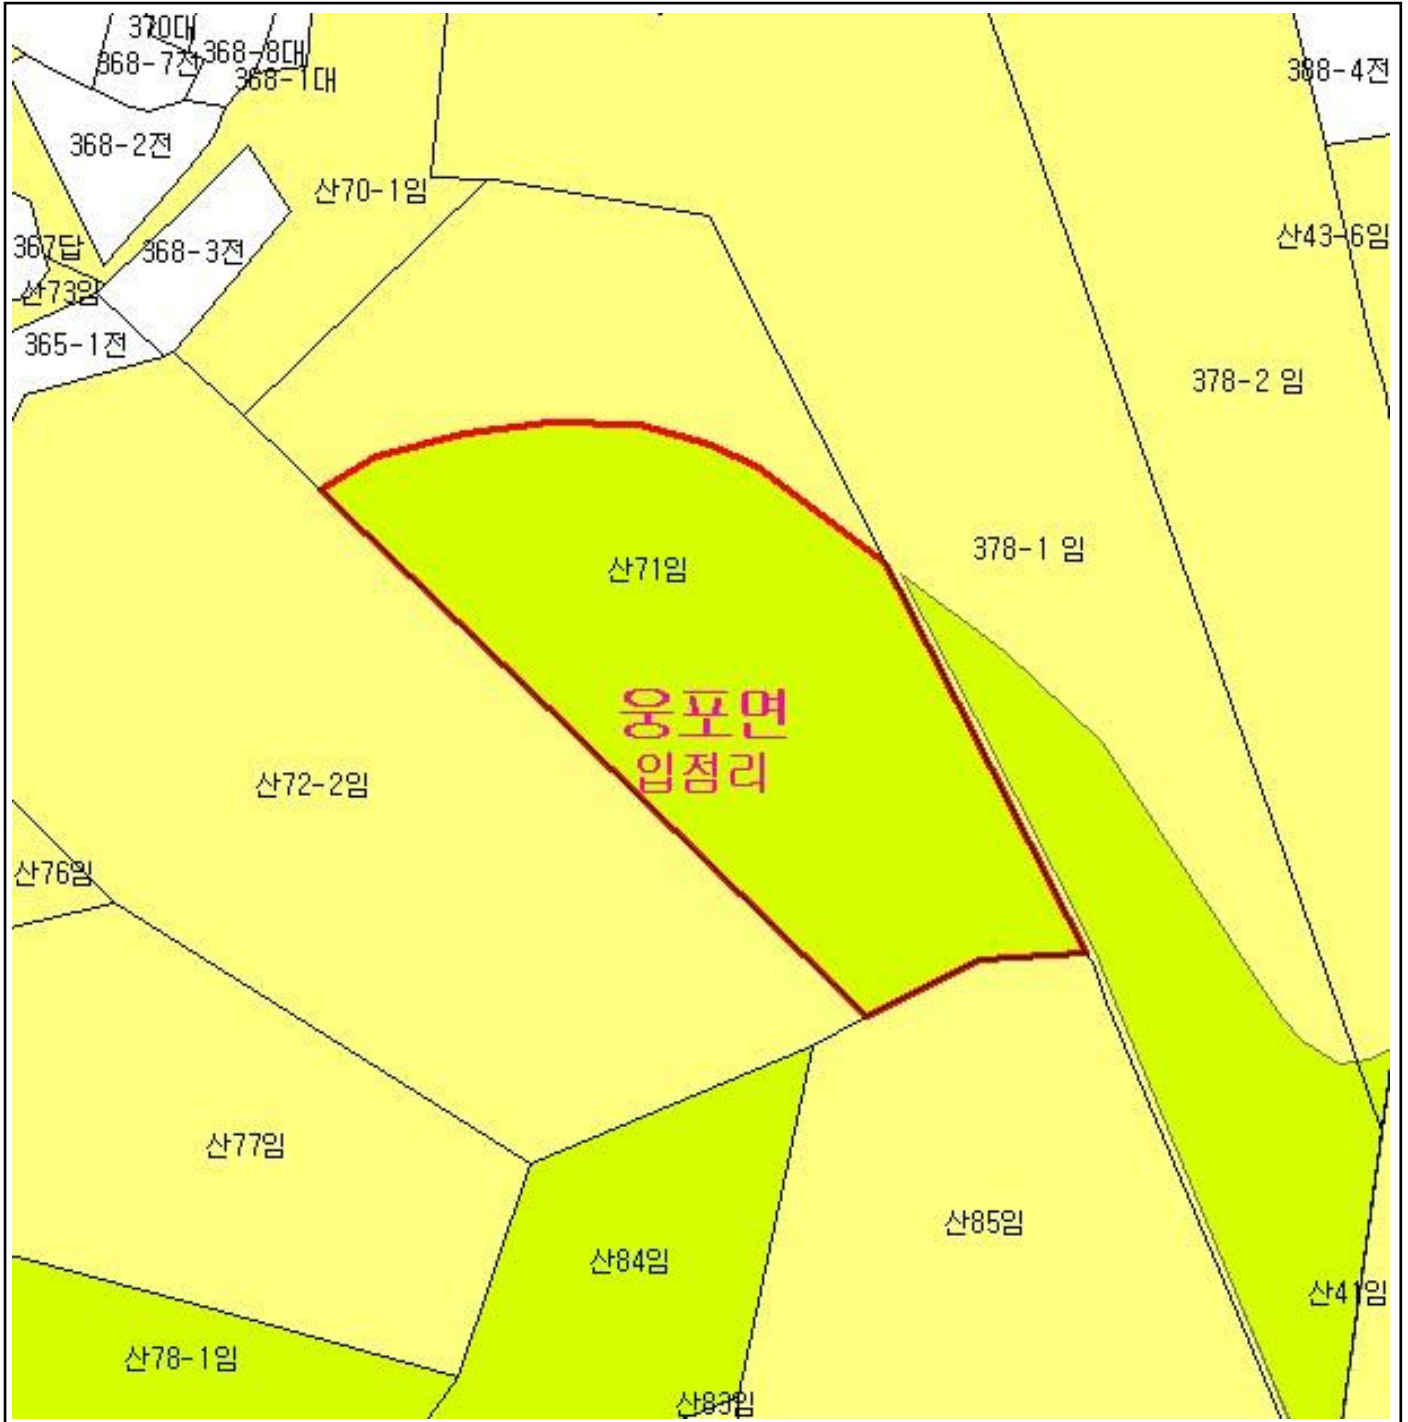 370대
368-7전
368-8대
368-1대
388-4전
368-2전
산70-1임
367답
368-3전
산43-6임
산73임
365-1전
378-2 임
378-1 임
산71임
웅포면
입점리
산72-2임
산76임
산77임
산85임
산84임
산41임
산78-1임
산83임